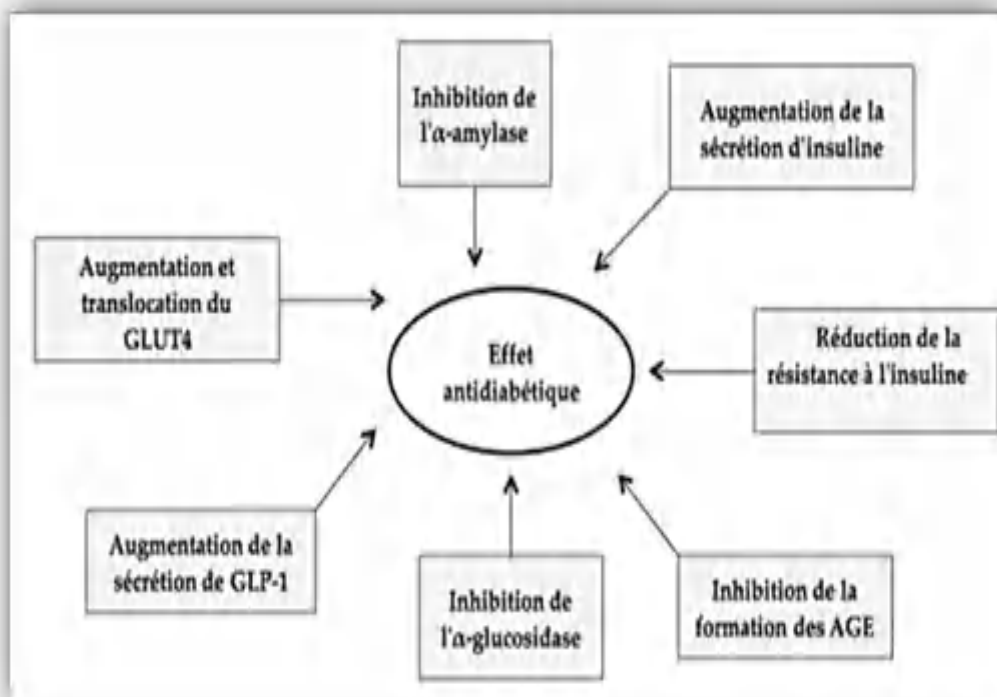 Inhibition de
l'α-amylase
Augmentation de la
sécrétion d'insuline
Augmentation et
translocation du
GLUT4
Effet
antidiabétique
Réduction de la
résistance à l'insuline
Augmentation de la
sécrétion de GLP-1
Inhibition de
l'α-glucosidase
Inhibition de la
formation des AGE